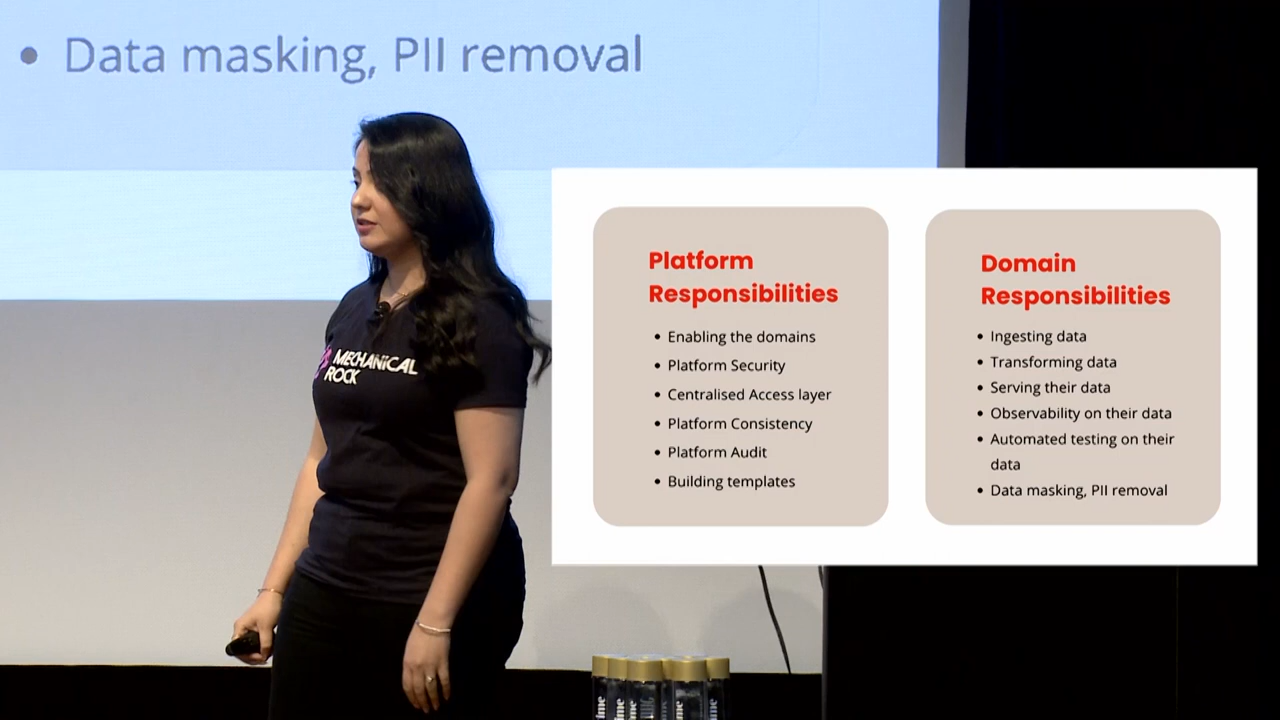 • Data masking, PII removal
MECHANICAL
ROCK
Platform
Responsibilities
• Enabling the domains
• Platform Security
• Centralised Access layer
• Platform Consistency
• Platform Audit
• Building templates
Domain
Responsibilities
• Ingesting data
• Transforming data
• Serving their data
• Observability on their data
• Automated testing on their
data
• Data masking, PII removal